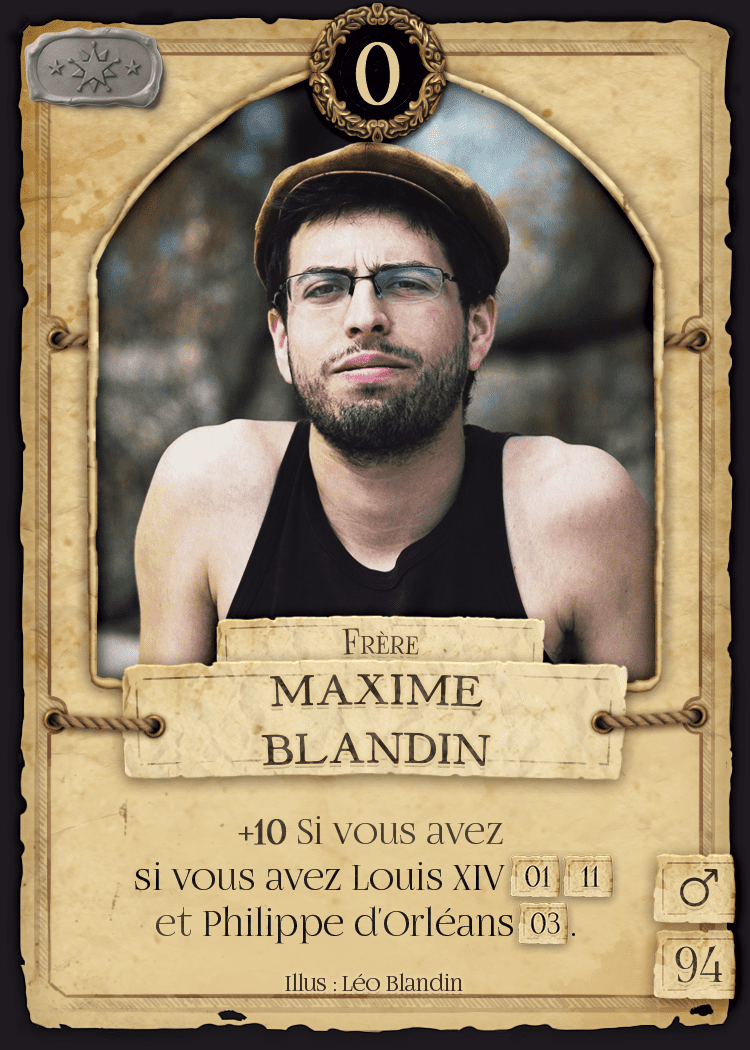 0
Frère
MAXIME
BLANDIN
+10 Si vous avez
si vous avez Louis XIV 01 11
et Philippe d'Orléans 03.
Illus : Léo Blandin
94